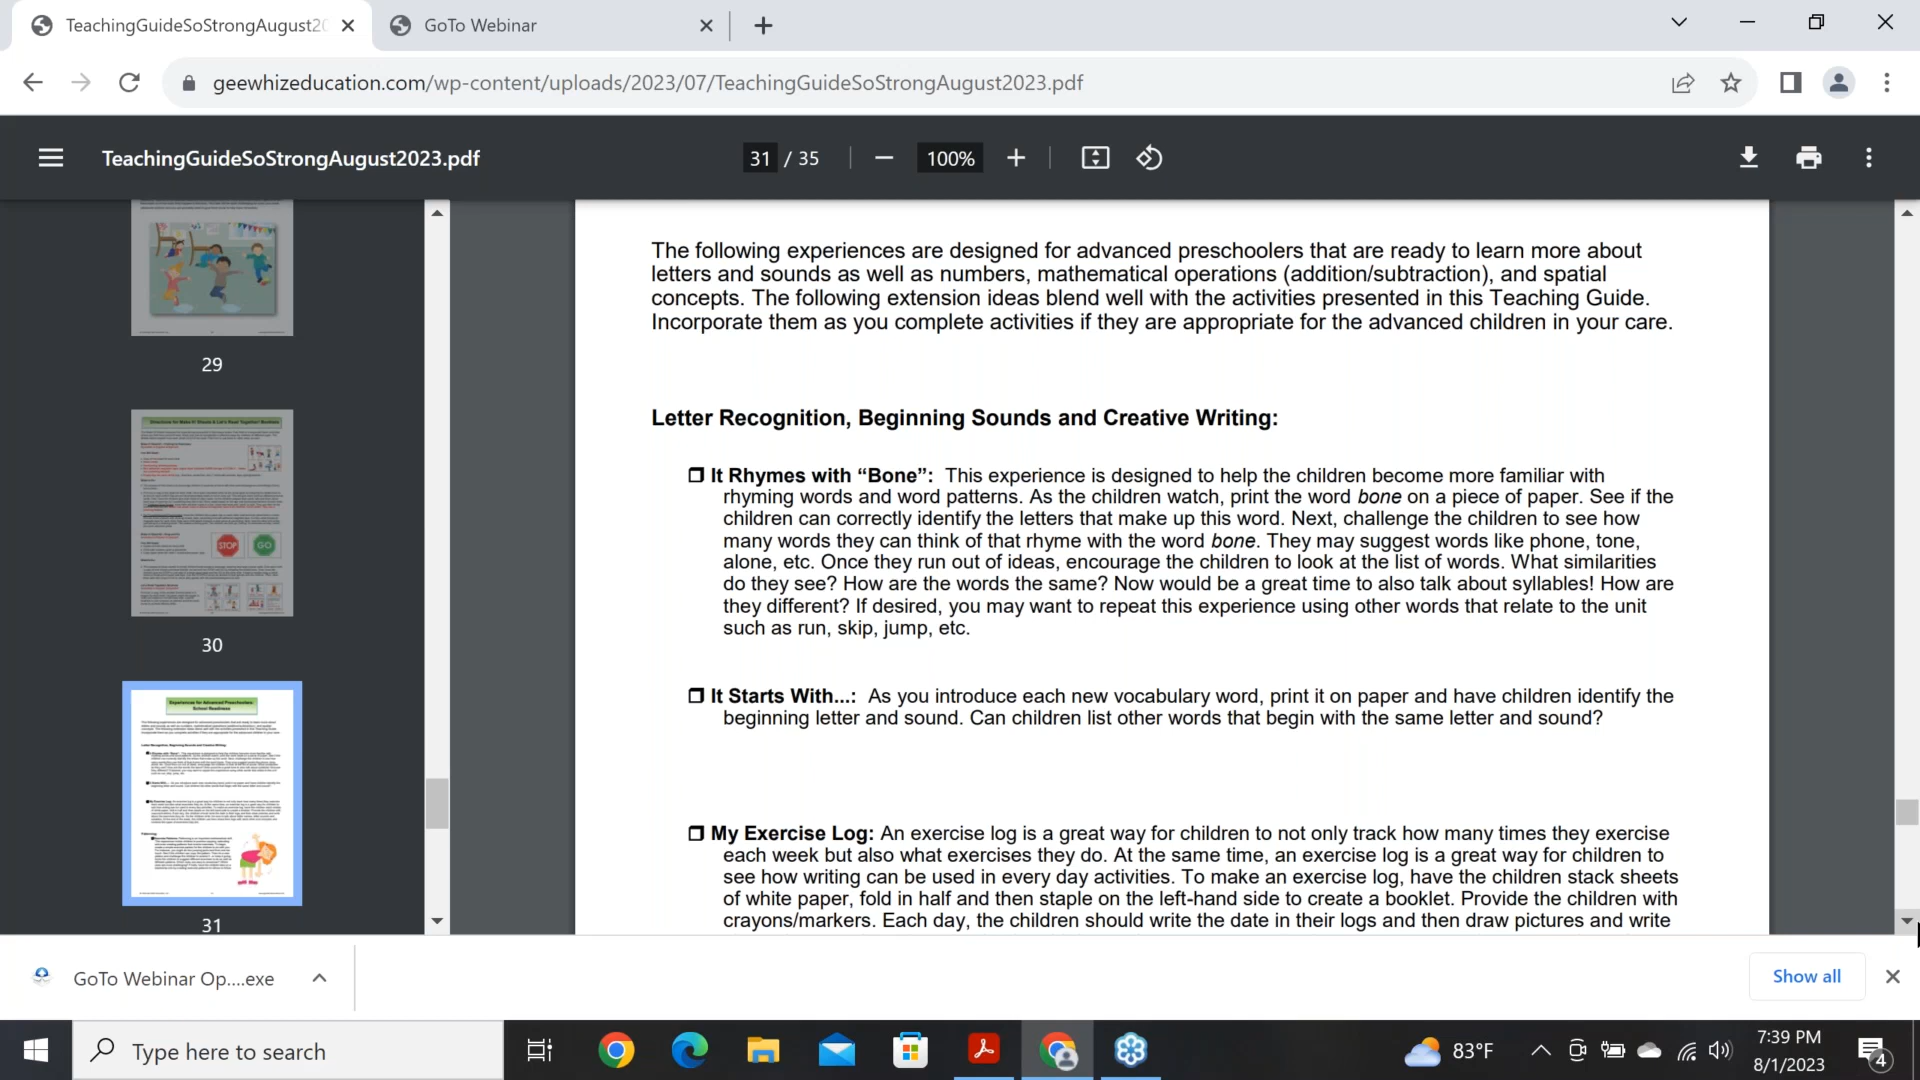 TeachingGuideSoStrongAugust20
GoTo Webinar
geewhizeducation.com/wp-content/uploads/2023/07/TeachingGuideSoStrongAugust2023.pdf
TeachingGuideSoStrongAugust2023.pdf
31 / 35
100%
29
Directions for Make It! Shoots & Let's Read Together! Booklets
STOP
GO
30
Experiences for Advanced Preschoolers:
School Readiness
31
The following experiences are designed for advanced preschoolers that are ready to learn more about
letters and sounds as well as numbers, mathematical operations (addition/subtraction), and spatial
concepts. The following extension ideas blend well with the activities presented in this Teaching Guide.
Incorporate them as you complete activities if they are appropriate for the advanced children in your care.
Letter Recognition, Beginning Sounds and Creative Writing:
It Rhymes with “Bone”: This experience is designed to help the children become more familiar with
rhyming words and word patterns. As the children watch, print the word bone on a piece of paper. See if the
children can correctly identify the letters that make up this word. Next, challenge the children to see how
many words they can think of that rhyme with the word bone. They may suggest words like phone, tone,
alone, etc. Once they run out of ideas, encourage the children to look at the list of words. What similarities
do they see? How are the words the same? Now would be a great time to also talk about syllables! How are
they different? If desired, you may want to repeat this experience using other words that relate to the unit
such as run, skip, jump, etc.
It Starts With...: As you introduce each new vocabulary word, print it on paper and have children identify the
beginning letter and sound. Can children list other words that begin with the same letter and sound?
My Exercise Log: An exercise log is a great way for children to not only track how many times they exercise
each week but also what exercises they do. At the same time, an exercise log is a great way for children to
see how writing can be used in every day activities. To make an exercise log, have the children stack sheets
of white paper, fold in half and then staple on the left-hand side to create a booklet. Provide the children with
crayons/markers. Each day, the children should write the date in their logs and then draw pictures and write
GoTo Webinar Op....exe
Show all
Type here to search
83°F
7:39 PM
8/1/2023
4